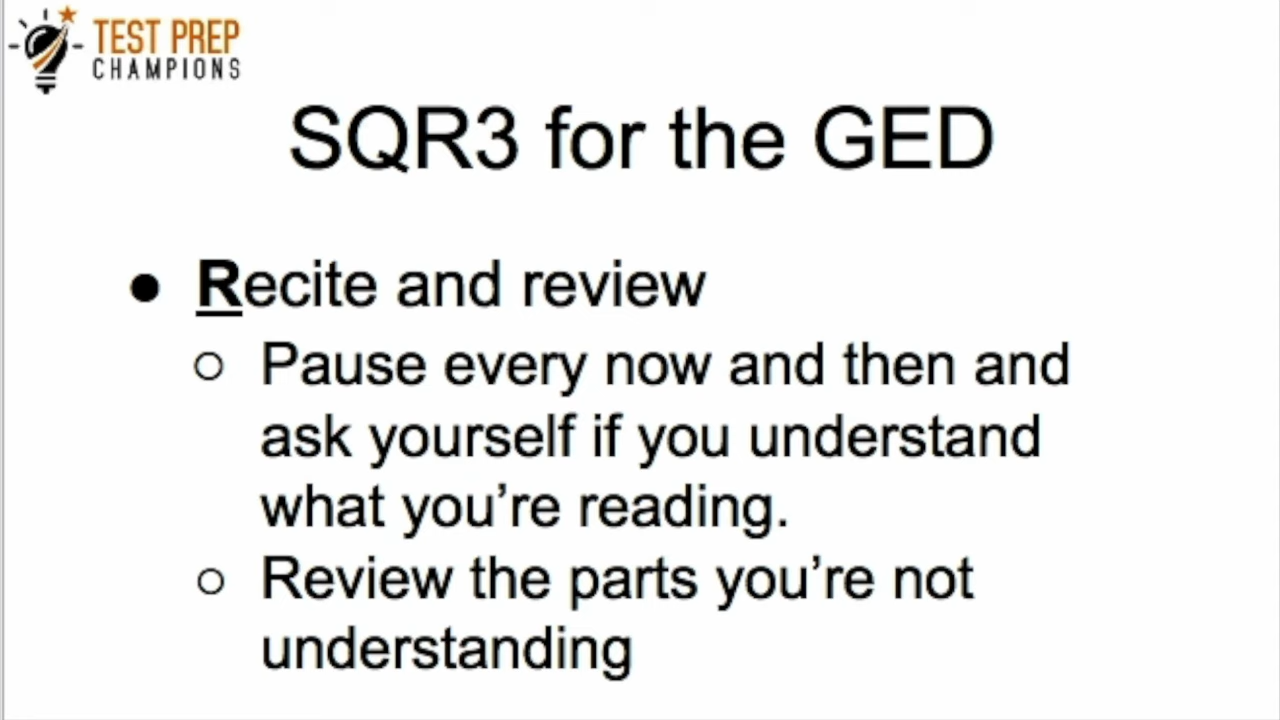 TEST PREP
CHAMPIONS
SQR3 for the GED
● Recite and review
○ Pause every now and then and
ask yourself if you understand
what you’re reading.
○ Review the parts you’re not
understanding